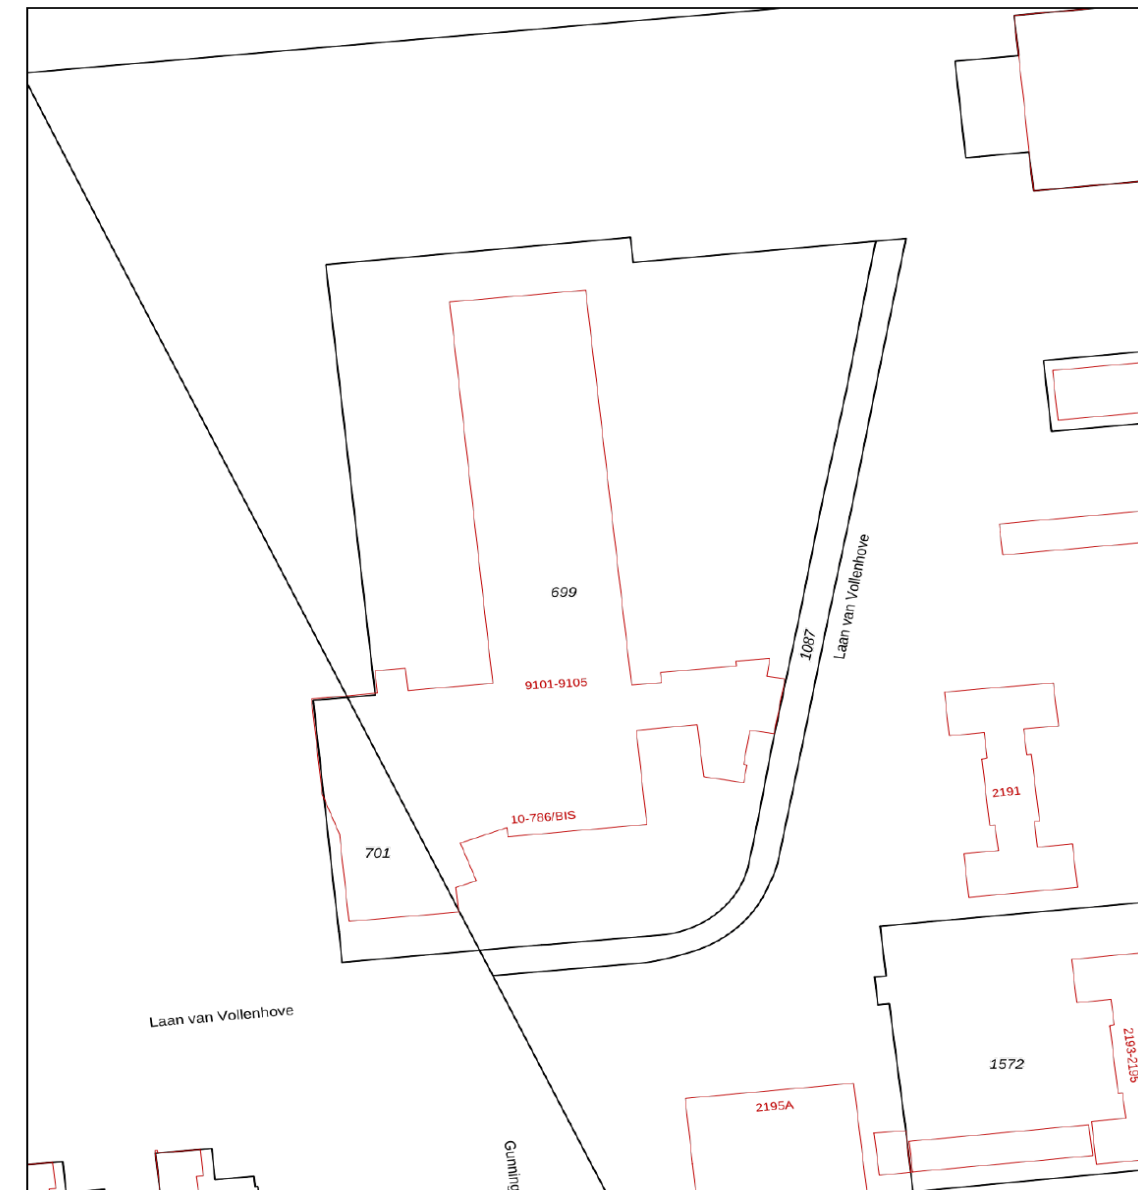 699
1087
Laan van Vollenhove
9101-9105
2191
10-786/BIS
701
Laan van Vollenhove
1572
2193-2195
2195A
Gunning